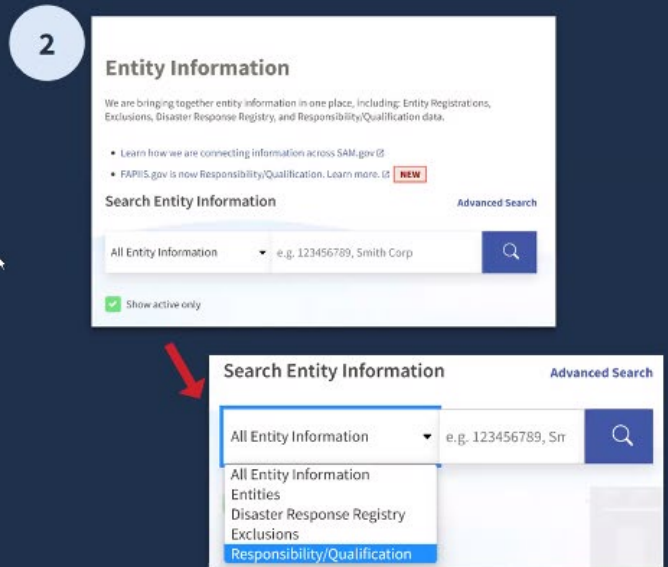 2
Entity Information
We are bringing together entity information in one place, including: Entity Registrations,
Exclusions, Disaster Response Registry, and Responsibility/Qualification data.
• Learn how we are connecting information across SAM.gov
• FAPIIS.gov is now Responsibility/Qualification. Learn more. NEW
Search Entity Information Advanced Search
All Entity Information e.g. 123456789, Smith Corp
Show active only
Search Entity Information Advanced Search
All Entity Information e.g. 123456789, Sm
All Entity Information
Entities
Disaster Response Registry
Exclusions
Responsibility/Qualification